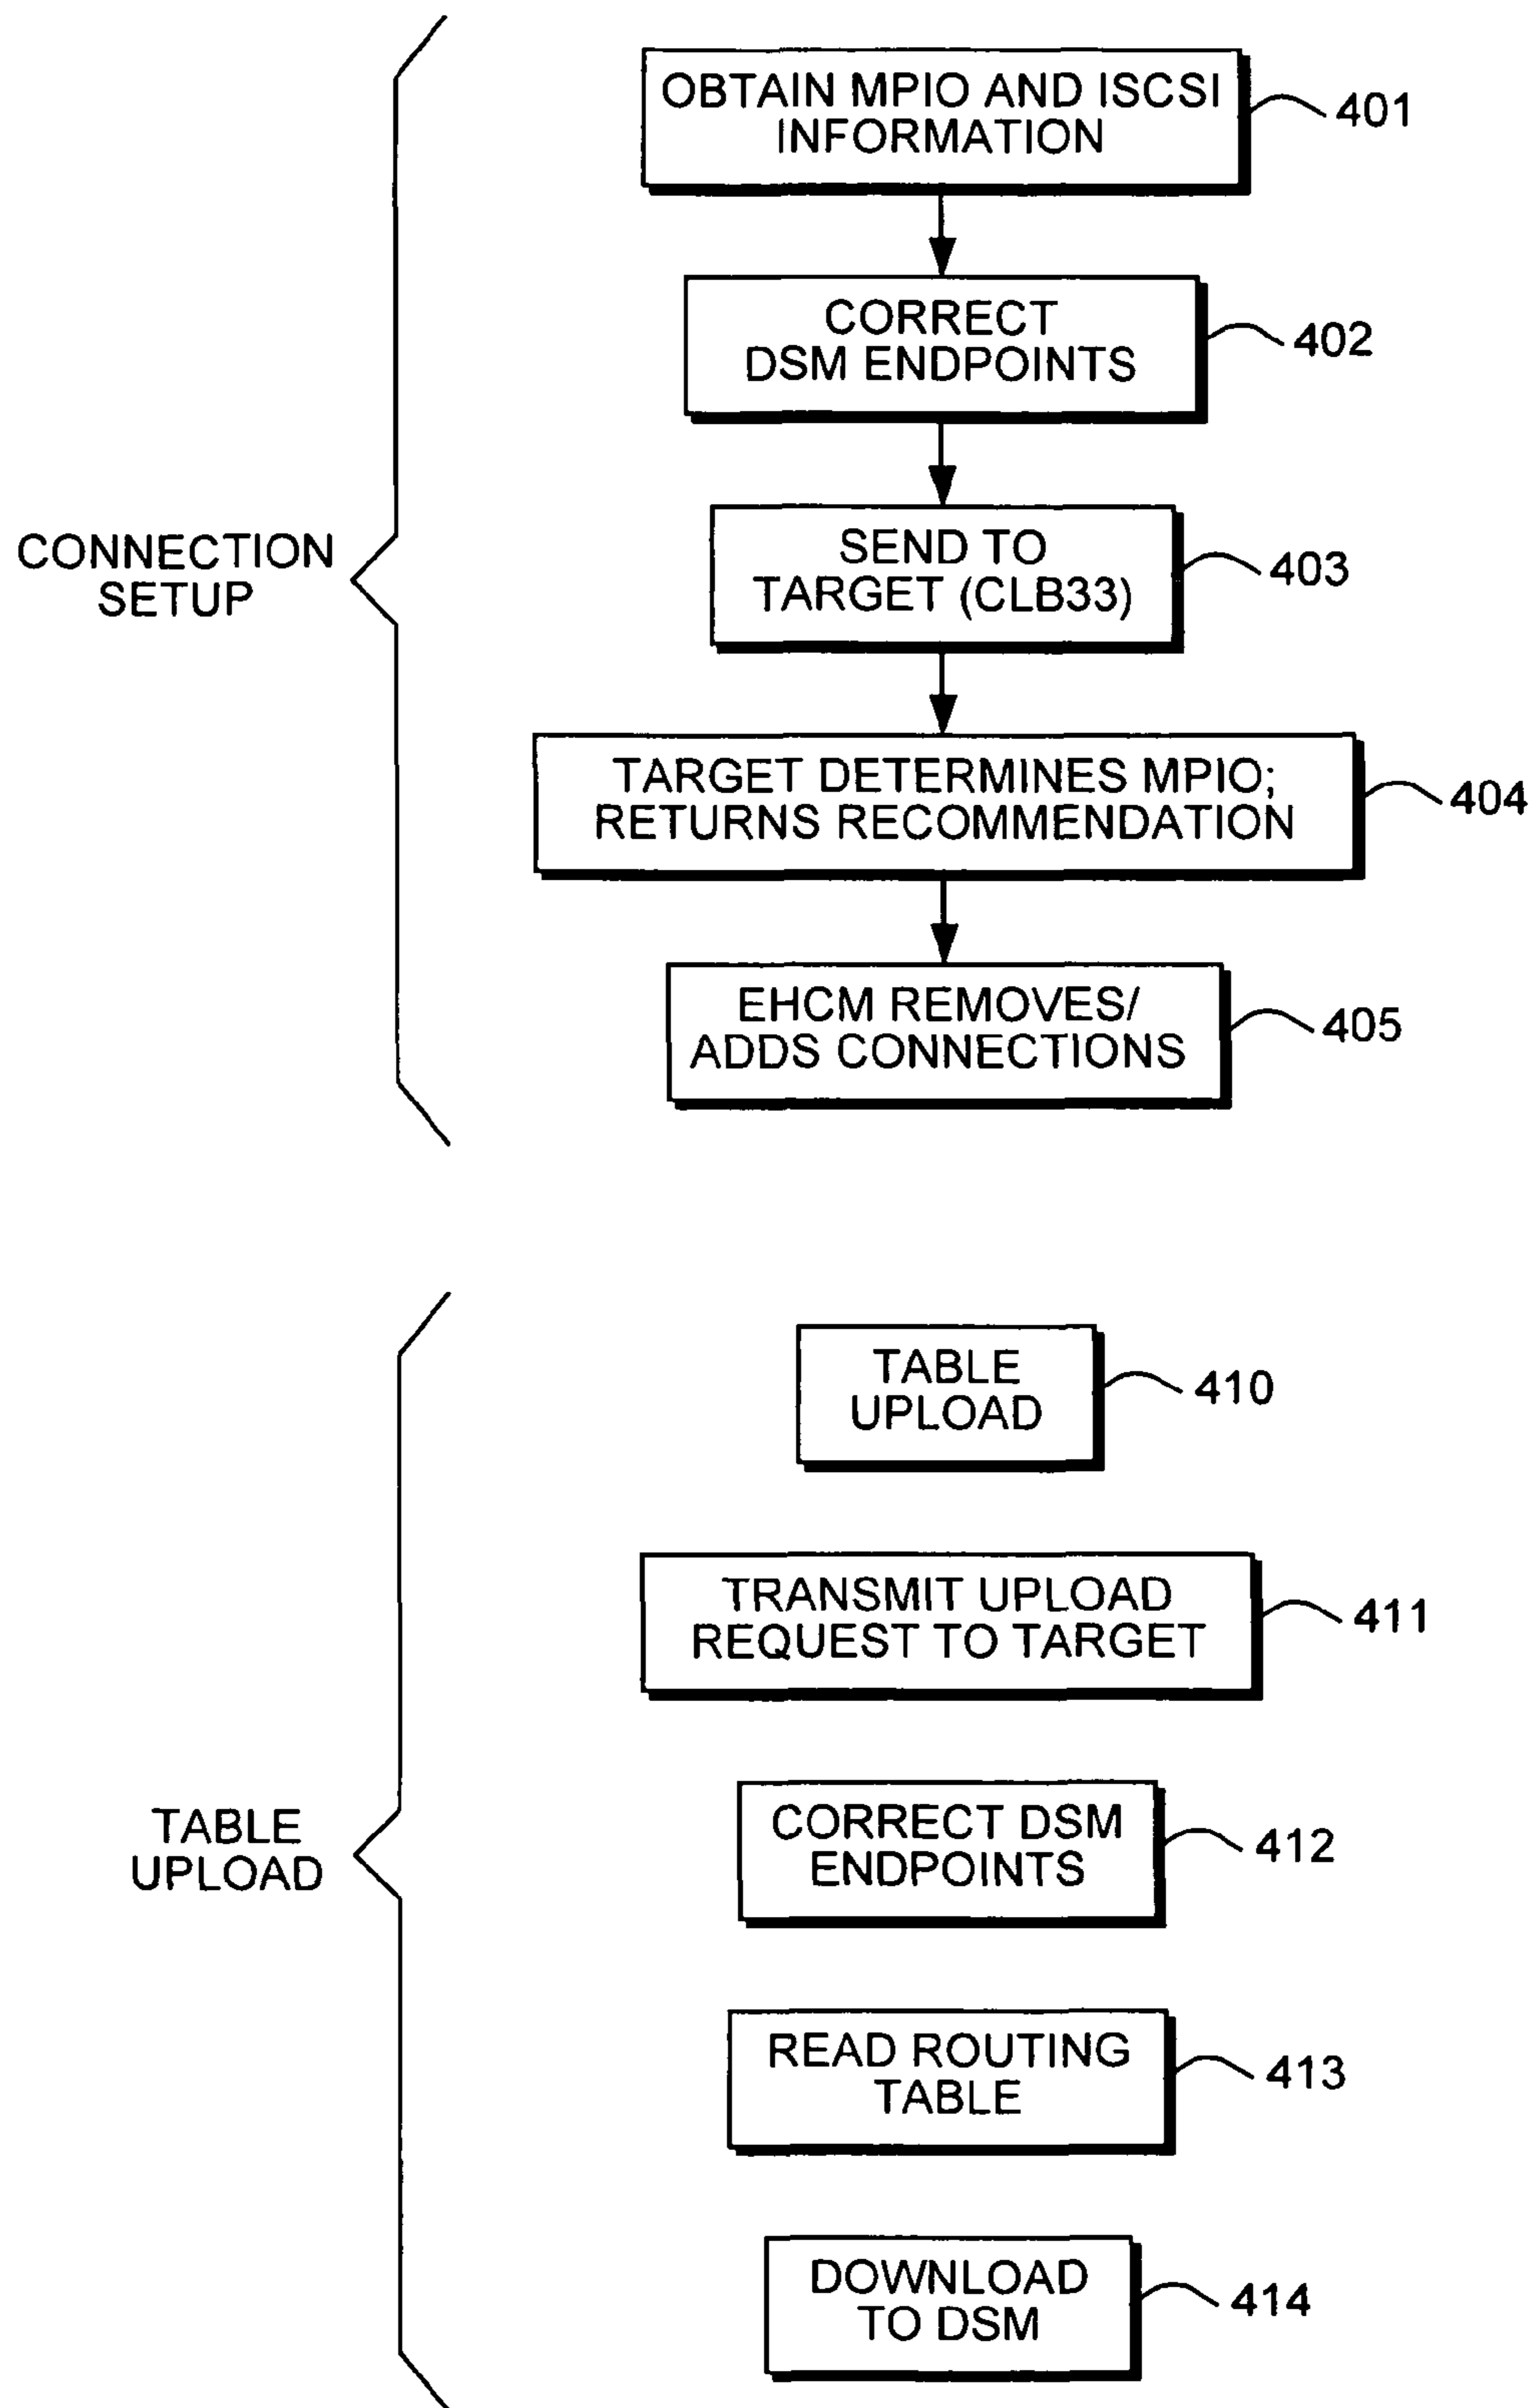 OBTAIN MPIO AND ISCSI
INFORMATION
401
CORRECT
DSM ENDPOINTS
402
CONNECTION
SETUP
SEND TO
TARGET (CLB33)
403
TARGET DETERMINES MPIO;
RETURNS RECOMMENDATION
404
EHCM REMOVES/
ADDS CONNECTIONS
405
TABLE
UPLOAD
410
TRANSMIT UPLOAD
REQUEST TO TARGET
411
TABLE
UPLOAD
CORRECT DSM
ENDPOINTS
412
READ ROUTING
TABLE
413
DOWNLOAD
TO DSM
414